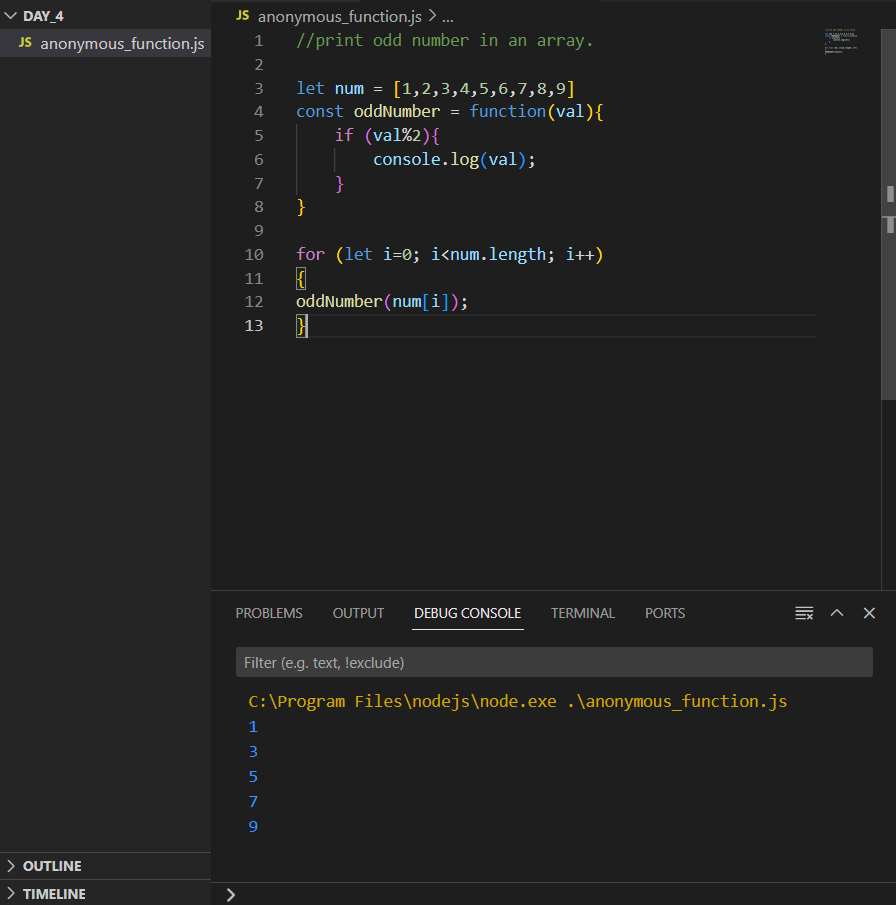 DAY_4
JS anonymous_function.js
JS anonymous_function.js > ...
1 //print odd number in an array.
2
3 let num = [1,2,3,4,5,6,7,8,9]
4 const oddNumber = function(val){
5     if (val%2){
6         console.log(val);
7     }
8 }
9
10 for (let i=0; i<num.length; i++)
11 {
12 oddNumber(num[i]);
13 }
PROBLEMS OUTPUT DEBUG CONSOLE TERMINAL PORTS
Filter (e.g. text, !exclude)
C:\Program Files\nodejs\node.exe .\anonymous_function.js
1
3
5
7
9
OUTLINE
TIMELINE